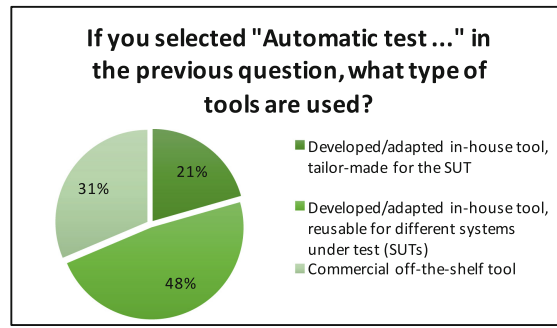 If you selected "Automatic test ..." in
the previous question, what type of
tools are used?
21%
31%
48%
Developed/adapted in-house tool,
tailor-made for the SUT
Developed/adapted in-house tool,
reusable for different systems
under test (SUTs)
Commercial off-the-shelf tool